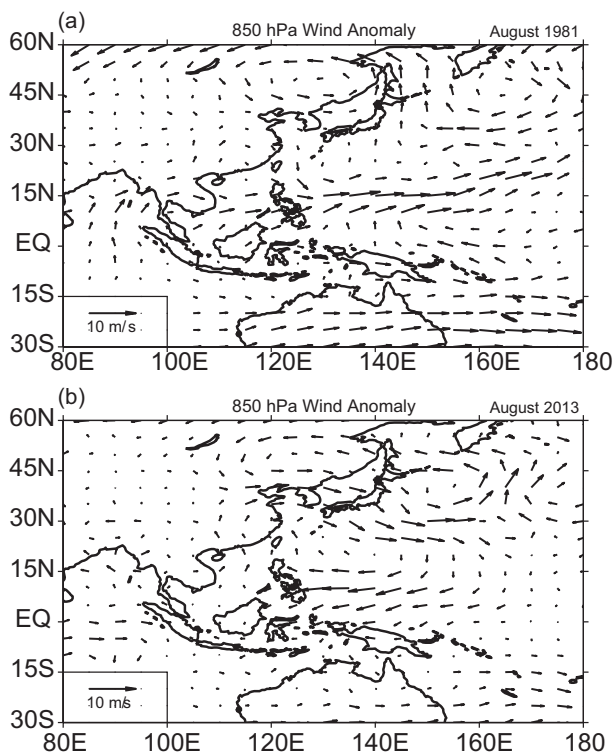 (a)
850 hPa Wind Anomaly August 1981
60N
45N
30N
15N
EQ
15S
10 m/s
30S
80E 100E 120E 140E 160E 180
(b)
850 hPa Wind Anomaly August 2013
60N
45N
30N
15N
EQ
15S
10 m/s
30S
80E 100E 120E 140E 160E 180